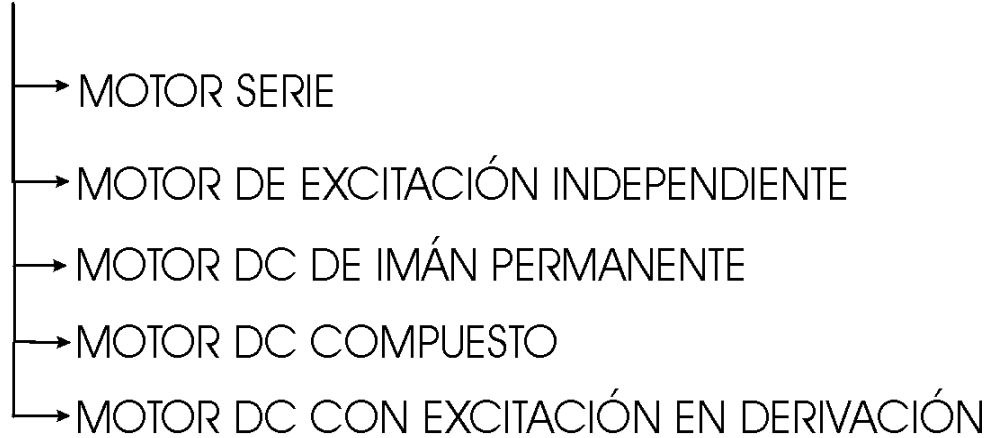 MOTOR SERIE
MOTOR DE EXCITACIÓN INDEPENDIENTE
MOTOR DC DE IMÁN PERMANENTE
MOTOR DC COMPUESTO
MOTOR DC CON EXCITACIÓN EN DERIVACIÓN